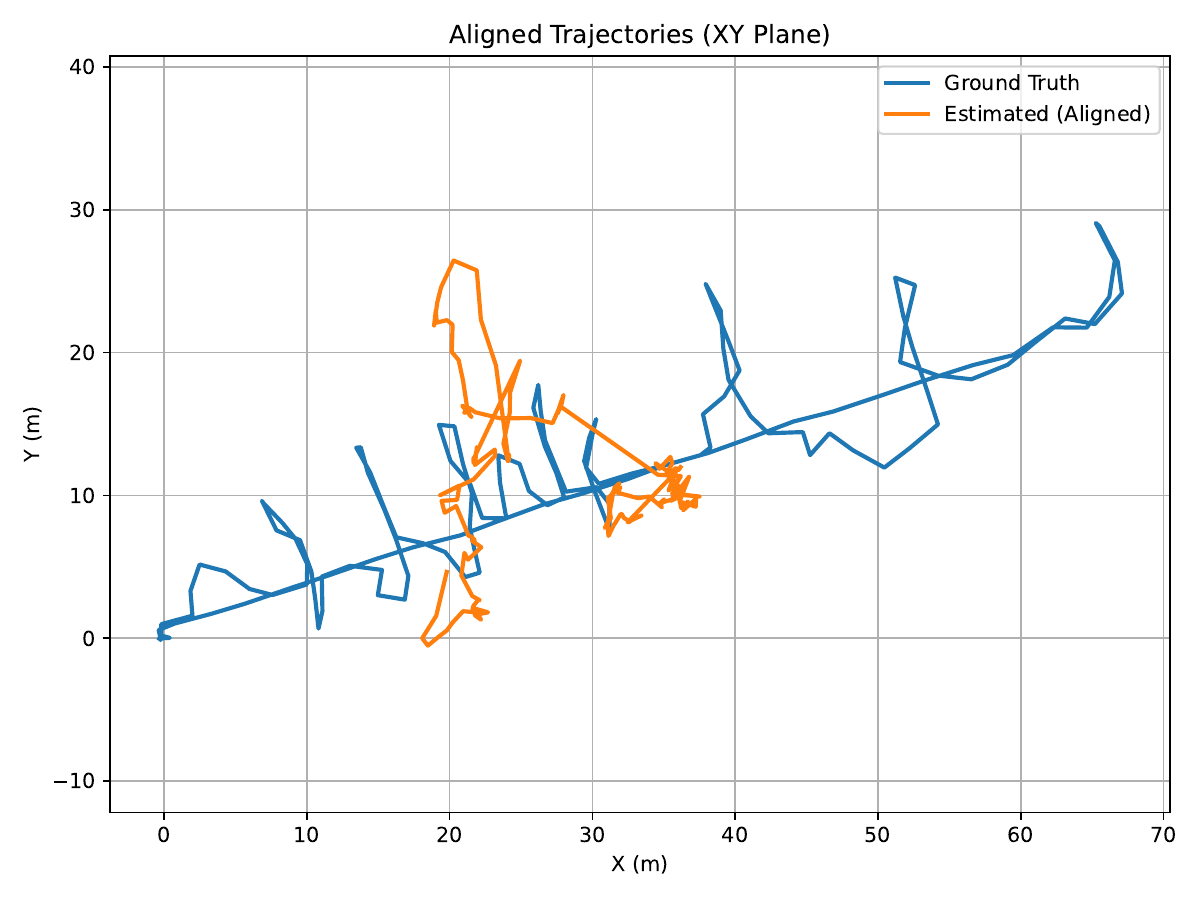 Aligned Trajectories (XY Plane)
Ground Truth
Estimated (Aligned)
40
30
20
10
0
−10
Y (m)
0 10 20 30 40 50 60 70
X (m)